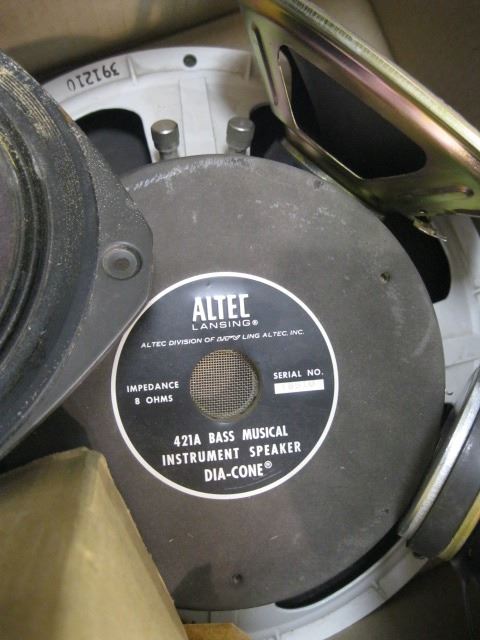 391210
ALTEC
LANSING®
ALTEC DIVISION OF LTV LING ALTEC, INC.
IMPEDANCE
8 OHMS
SERIAL NO.
421A BASS MUSICAL
INSTRUMENT SPEAKER
DIA-CONE®